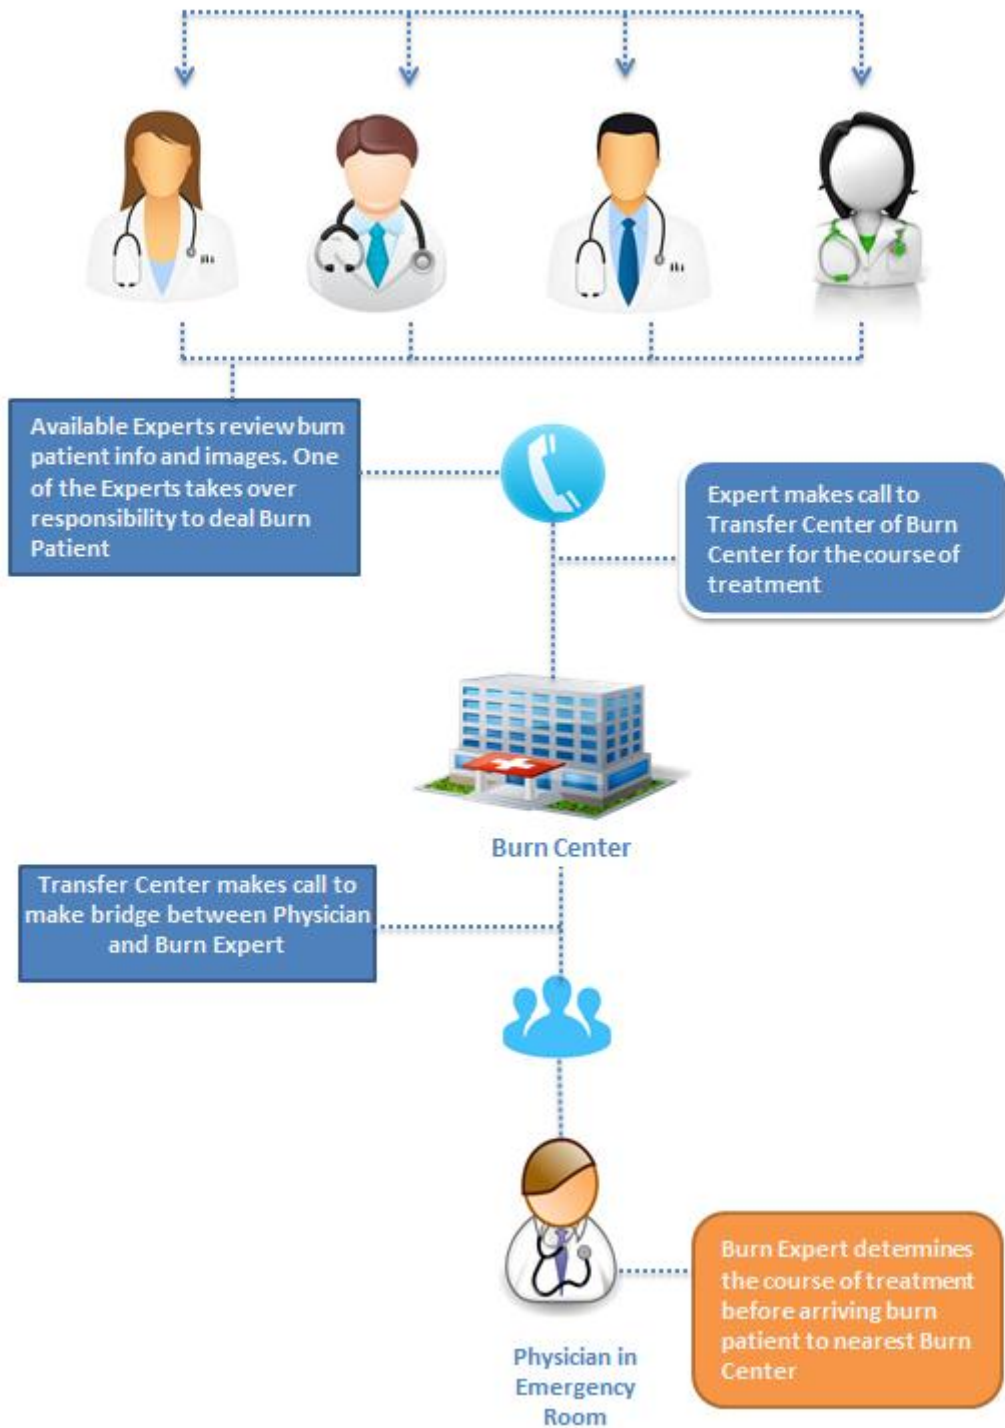 Available Experts review burn
patient info and images. One
of the Experts takes over
responsibility to deal Burn
Patient
Expert makes call to
Transfer Center of Burn
Center for the course of
treatment
Burn Center
Transfer Center makes call to
make bridge between Physician
and Burn Expert
Burn Expert determines
the course of treatment
before arriving burn
patient to nearest Burn
Center
Physician in
Emergency
Room